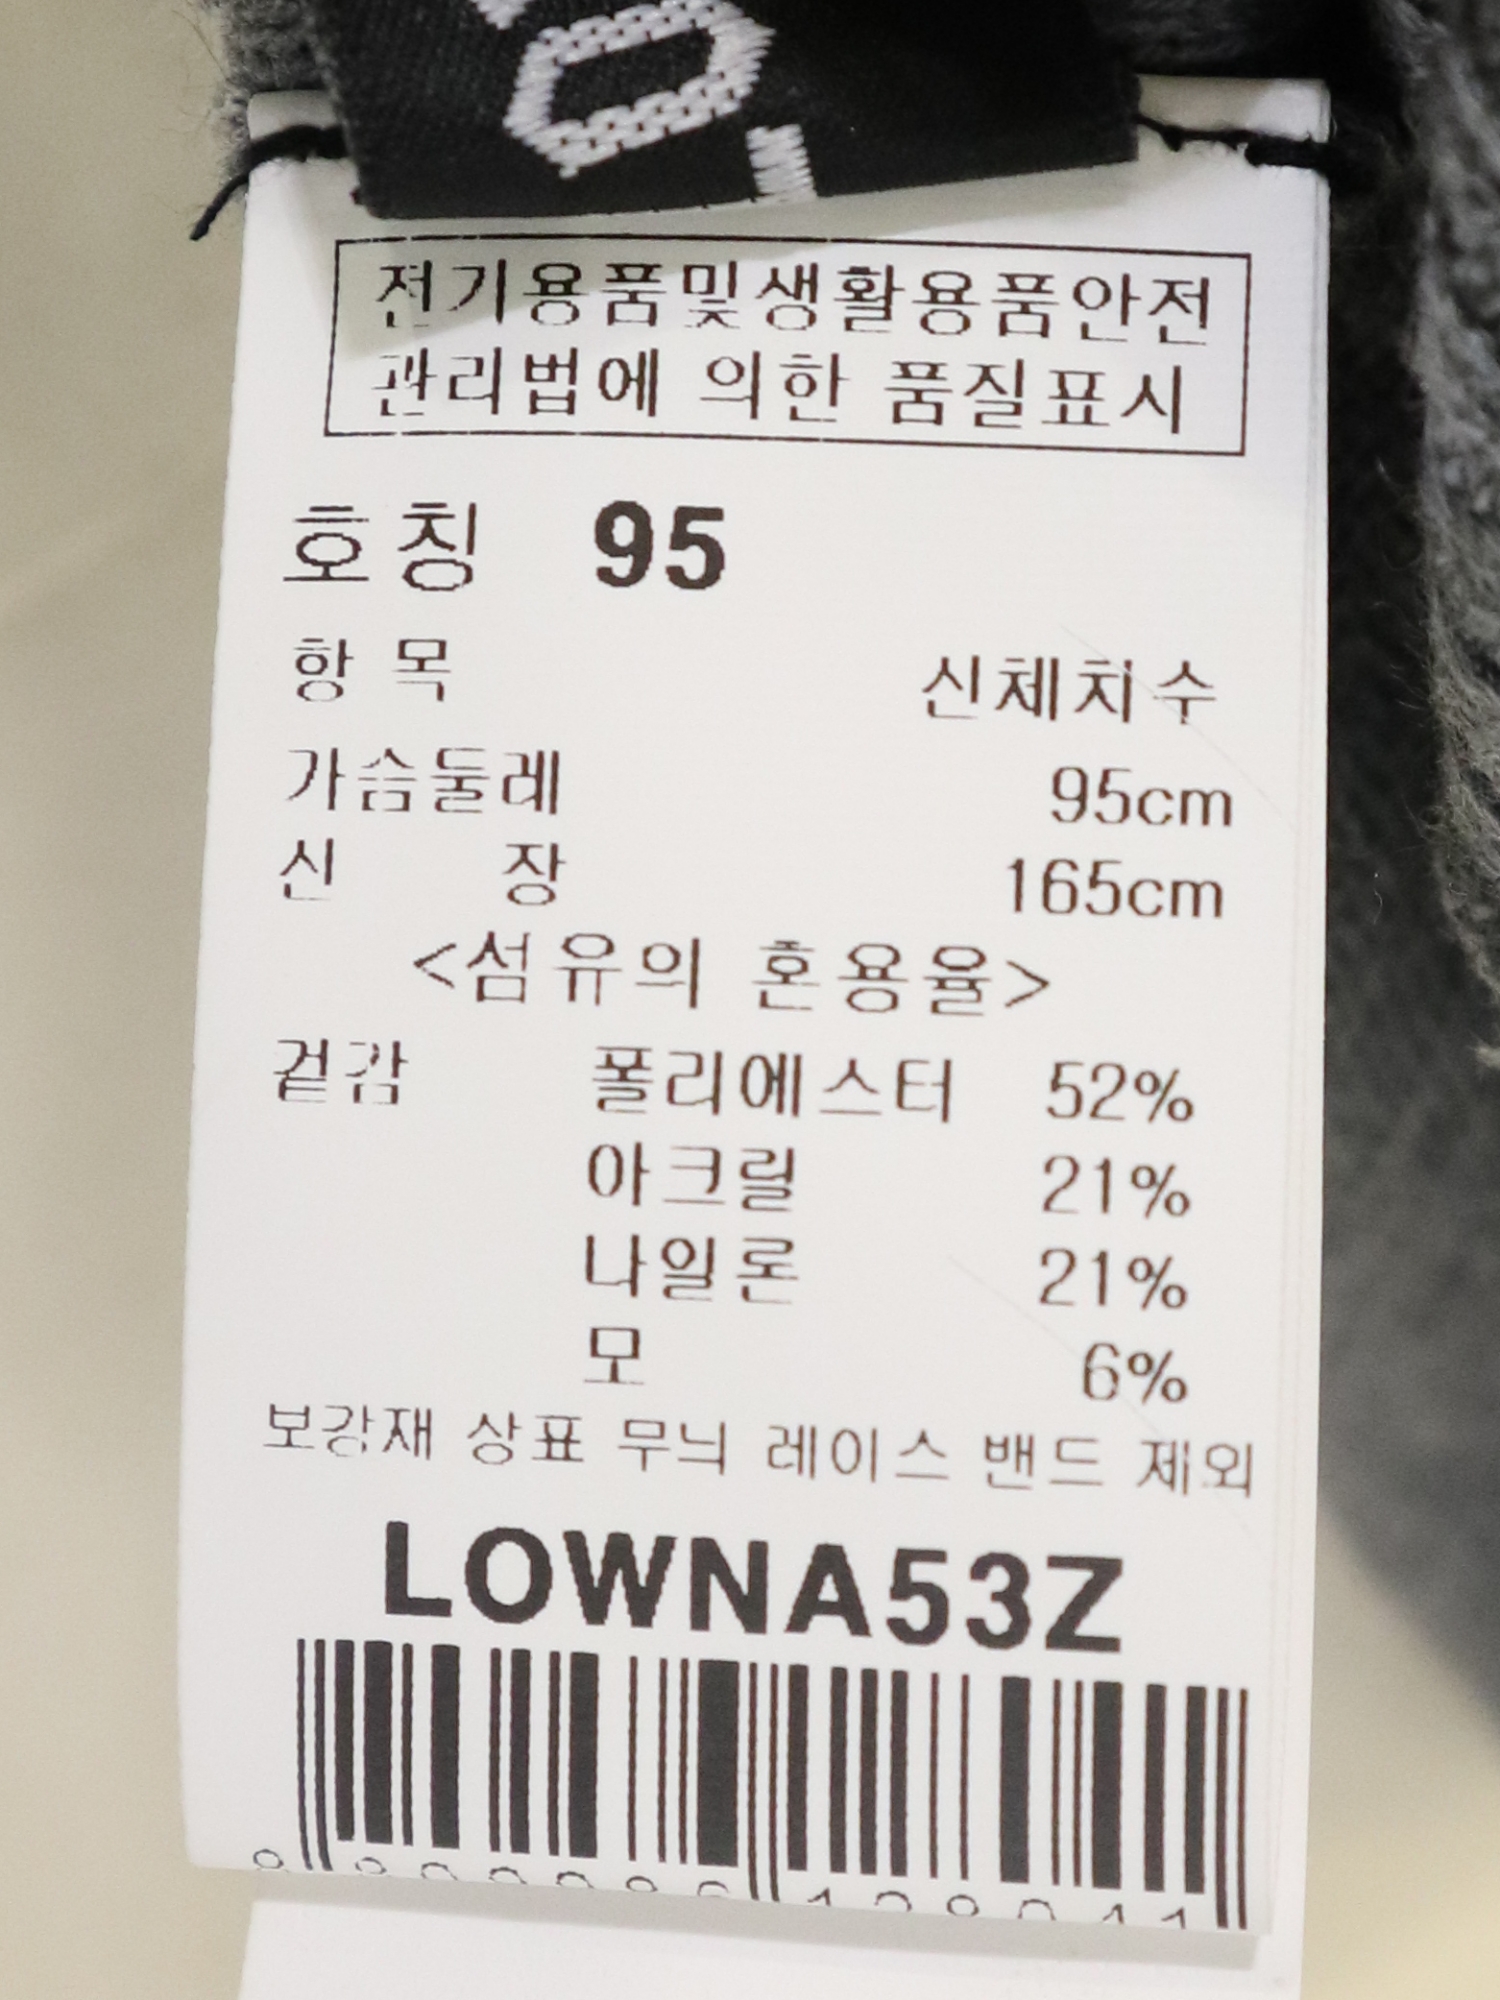 전기용품및생활용품안전
관리법에 의한 품질표시
호칭 95
항 목 신체치수
가슴둘레 95cm
신 장 165cm
<섬유의 혼용율>
겉감 폴리에스터 52%
아크릴 21%
나일론 21%
모 6%
보강재 상표 무늬 레이스 밴드 제외
LOWNA53Z